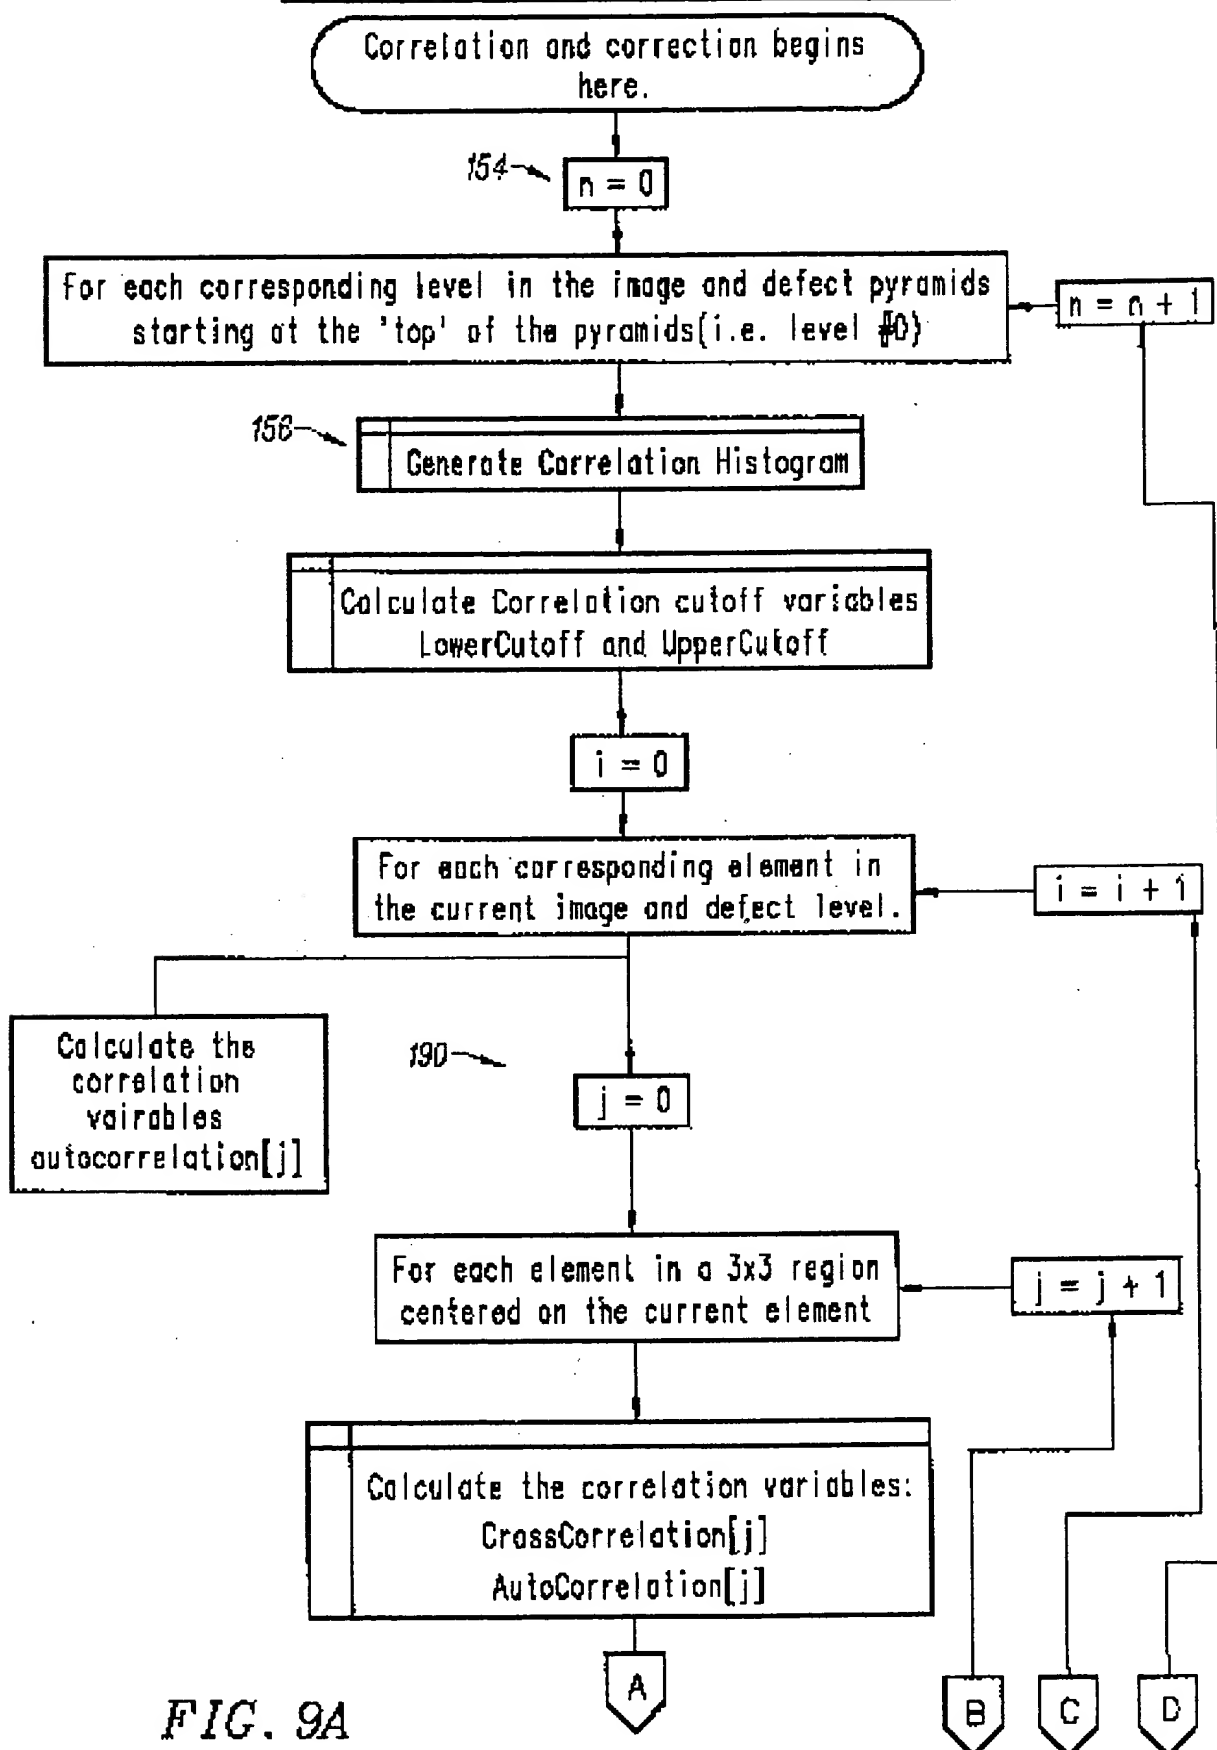 Correlation and correction begins
here.
154
n = 0
For each corresponding level in the image and defect pyramids
starting at the 'top' of the pyramids(i.e. level #0)
n = n + 1
156
Generate Correlation Histogram
Calculate Correlation cutoff variables
LowerCutoff and UpperCutoff
i = 0
For each corresponding element in
the current image and defect level.
i = i + 1
Calculate the
correlation
vairables
autocorrelation[j]
190
j = 0
For each element in a 3x3 region
centered on the current element
j = j + 1
Calculate the correlation variables:
CrossCorrelation[j]
AutoCorrelation[j]
A
B
C
D
FIG. 9A